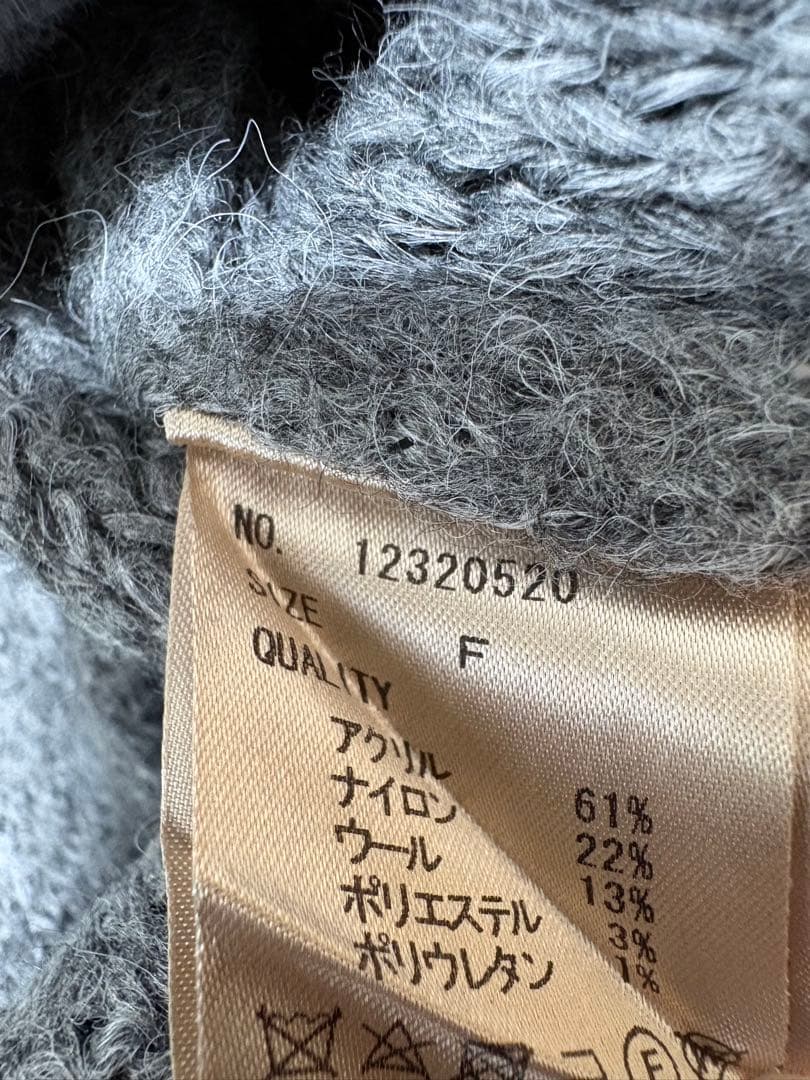 NO. 12320520
SIZE F
QUALITY
アクリル 61%
ナイロン 22%
ウール 13%
ポリエステル 3%
ポリウレタン 1%
F